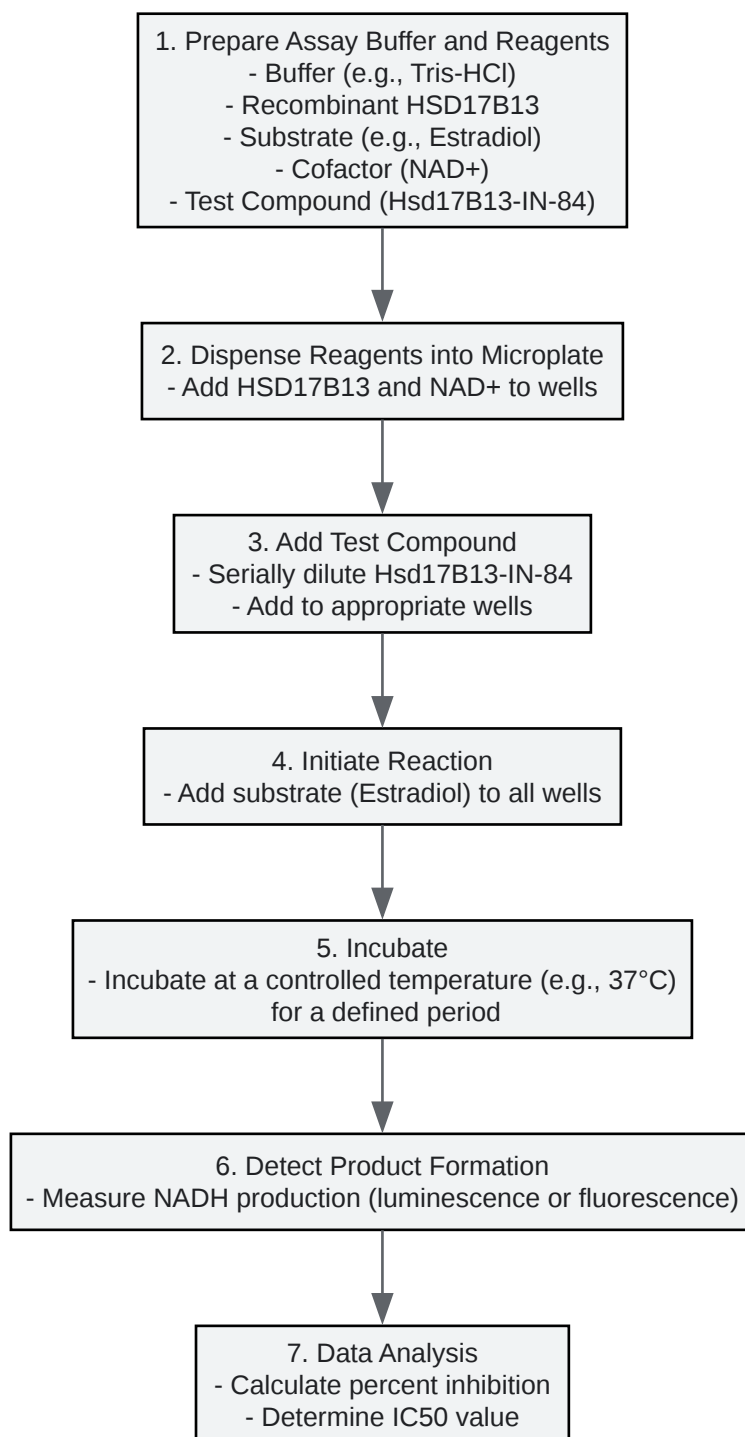 1. Prepare Assay Buffer and Reagents
- Buffer (e.g., Tris-HCl)
- Recombinant HSD17B13
- Substrate (e.g., Estradiol)
- Cofactor (NAD+)
- Test Compound (Hsd17B13-IN-84)
2. Dispense Reagents into Microplate
- Add HSD17B13 and NAD+ to wells
3. Add Test Compound
- Serially dilute Hsd17B13-IN-84
- Add to appropriate wells
4. Initiate Reaction
- Add substrate (Estradiol) to all wells
5. Incubate
- Incubate at a controlled temperature (e.g., 37°C)
for a defined period
6. Detect Product Formation
- Measure NADH production (luminescence or fluorescence)
7. Data Analysis
- Calculate percent inhibition
- Determine IC50 value